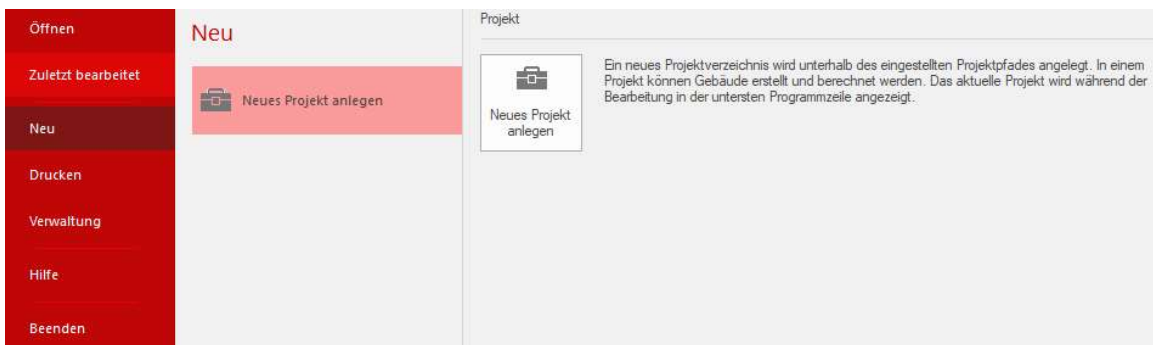 Öffnen
Zuletzt bearbeitet
Neu
Drucken
Verwaltung
Hilfe
Beenden
Neu
Neues Projekt anlegen
Projekt
Neues Projekt
anlegen
Ein neues Projektverzeichnis wird unterhalb des eingestellten Projektpfades angelegt. In einem
Projekt können Gebäude erstellt und berechnet werden. Das aktuelle Projekt wird während der
Bearbeitung in der untersten Programmzeile angezeigt.